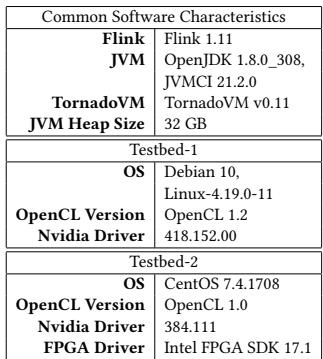 Common Software Characteristics
Flink Flink 1.11
JVM OpenJDK 1.8.0_308,
JVMCI 21.2.0
TornadoVM TornadoVM v0.11
JVM Heap Size 32 GB
Testbed-1
OS Debian 10,
Linux-4.19.0-11
OpenCL Version OpenCL 1.2
Nvidia Driver 418.152.00
Testbed-2
OS CentOS 7.4.1708
OpenCL Version OpenCL 1.0
Nvidia Driver 384.111
FPGA Driver Intel FPGA SDK 17.1